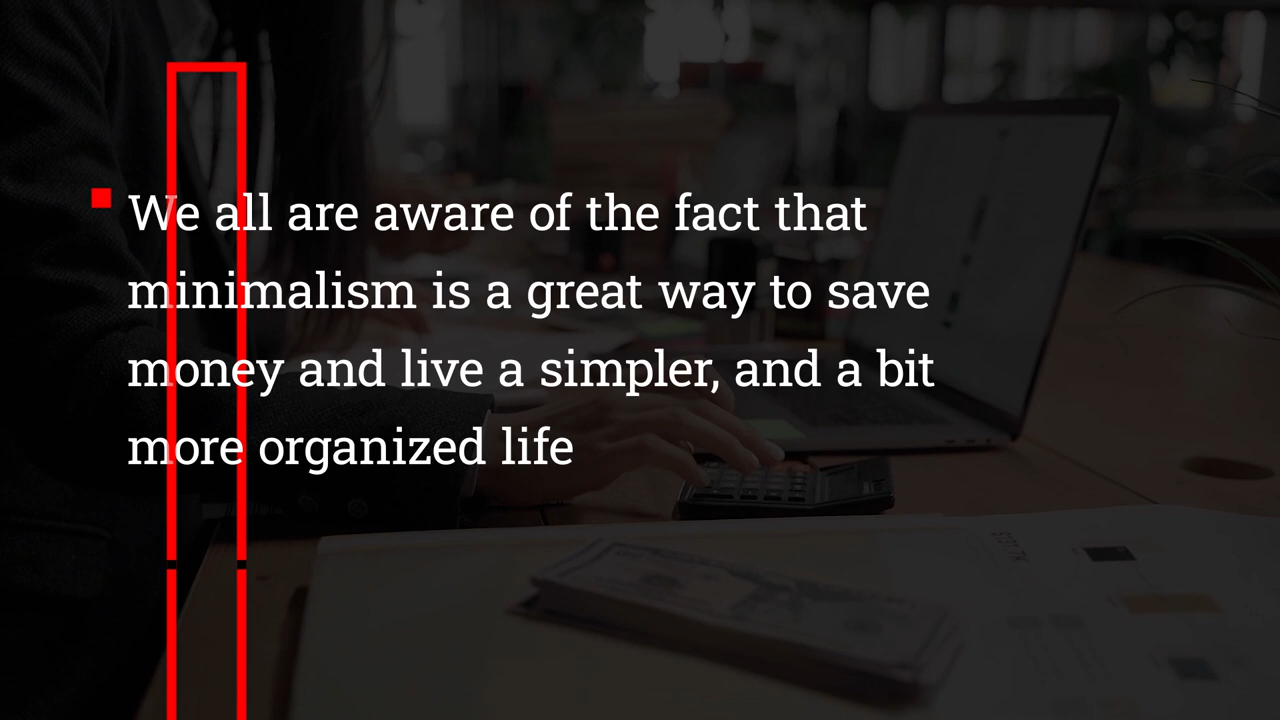 We all are aware of the fact that
minimalism is a great way to save
money and live a simpler, and a bit
more organized life